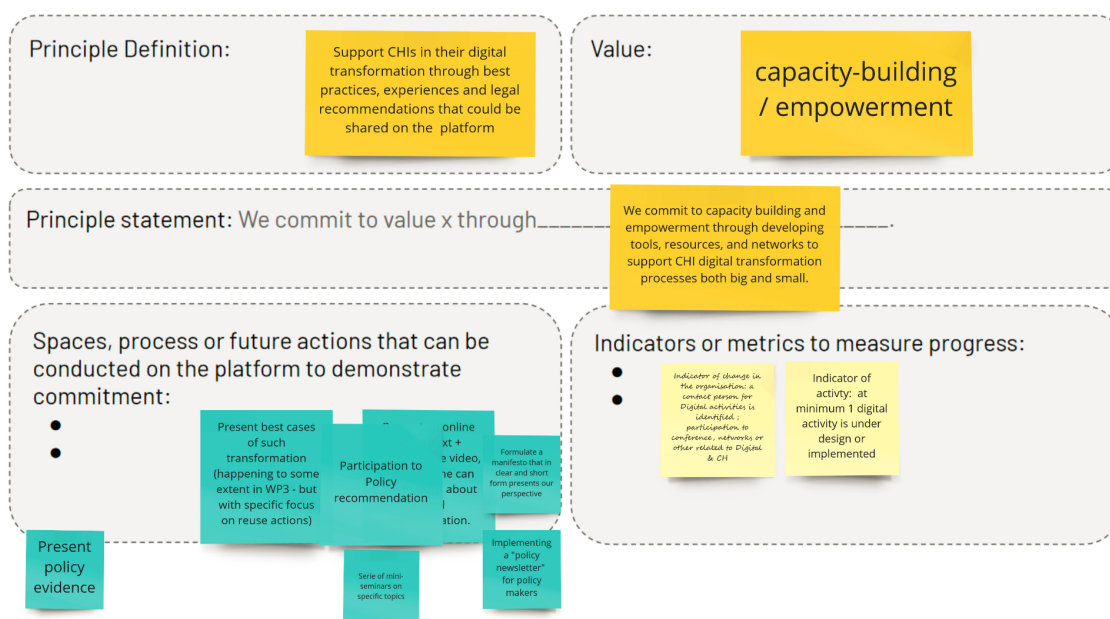 Principle Definition:
Support CHIs in their digital
transformation through best
practices, experiences and legal
recommendations that could be
shared on the platform
Value:
capacity-building
/ empowerment
Principle statement: We commit to value x through______ ____.
We commit to capacity building and
empowerment through developing
tools, resources, and networks to
support CHI digital transformation
processes both big and small.
Spaces, process or future actions that can be
conducted on the platform to demonstrate
commitment:
Present best cases
of such
transformation
(happening to some
extent in WP3 - but
with specific focus
on reuse actions)
Participation to
Policy
recommendation
online
xt +
video,
can
about
ation.
Formulate a
manifesto that in
clear and short
form presents our
perspective
Present
policy
evidence
Serie of mini-
seminars on
specific topics
Implementing
a "policy
newsletter"
for policy
makers
Indicators or metrics to measure progress:
Indicator of change in
the organisation: a
contact person for
Digital activities is
identified ;
participation to
conference, networks or
other related to Digital
& CH
Indicator of
activty: at
minimum 1 digital
activity is under
design or
implemented